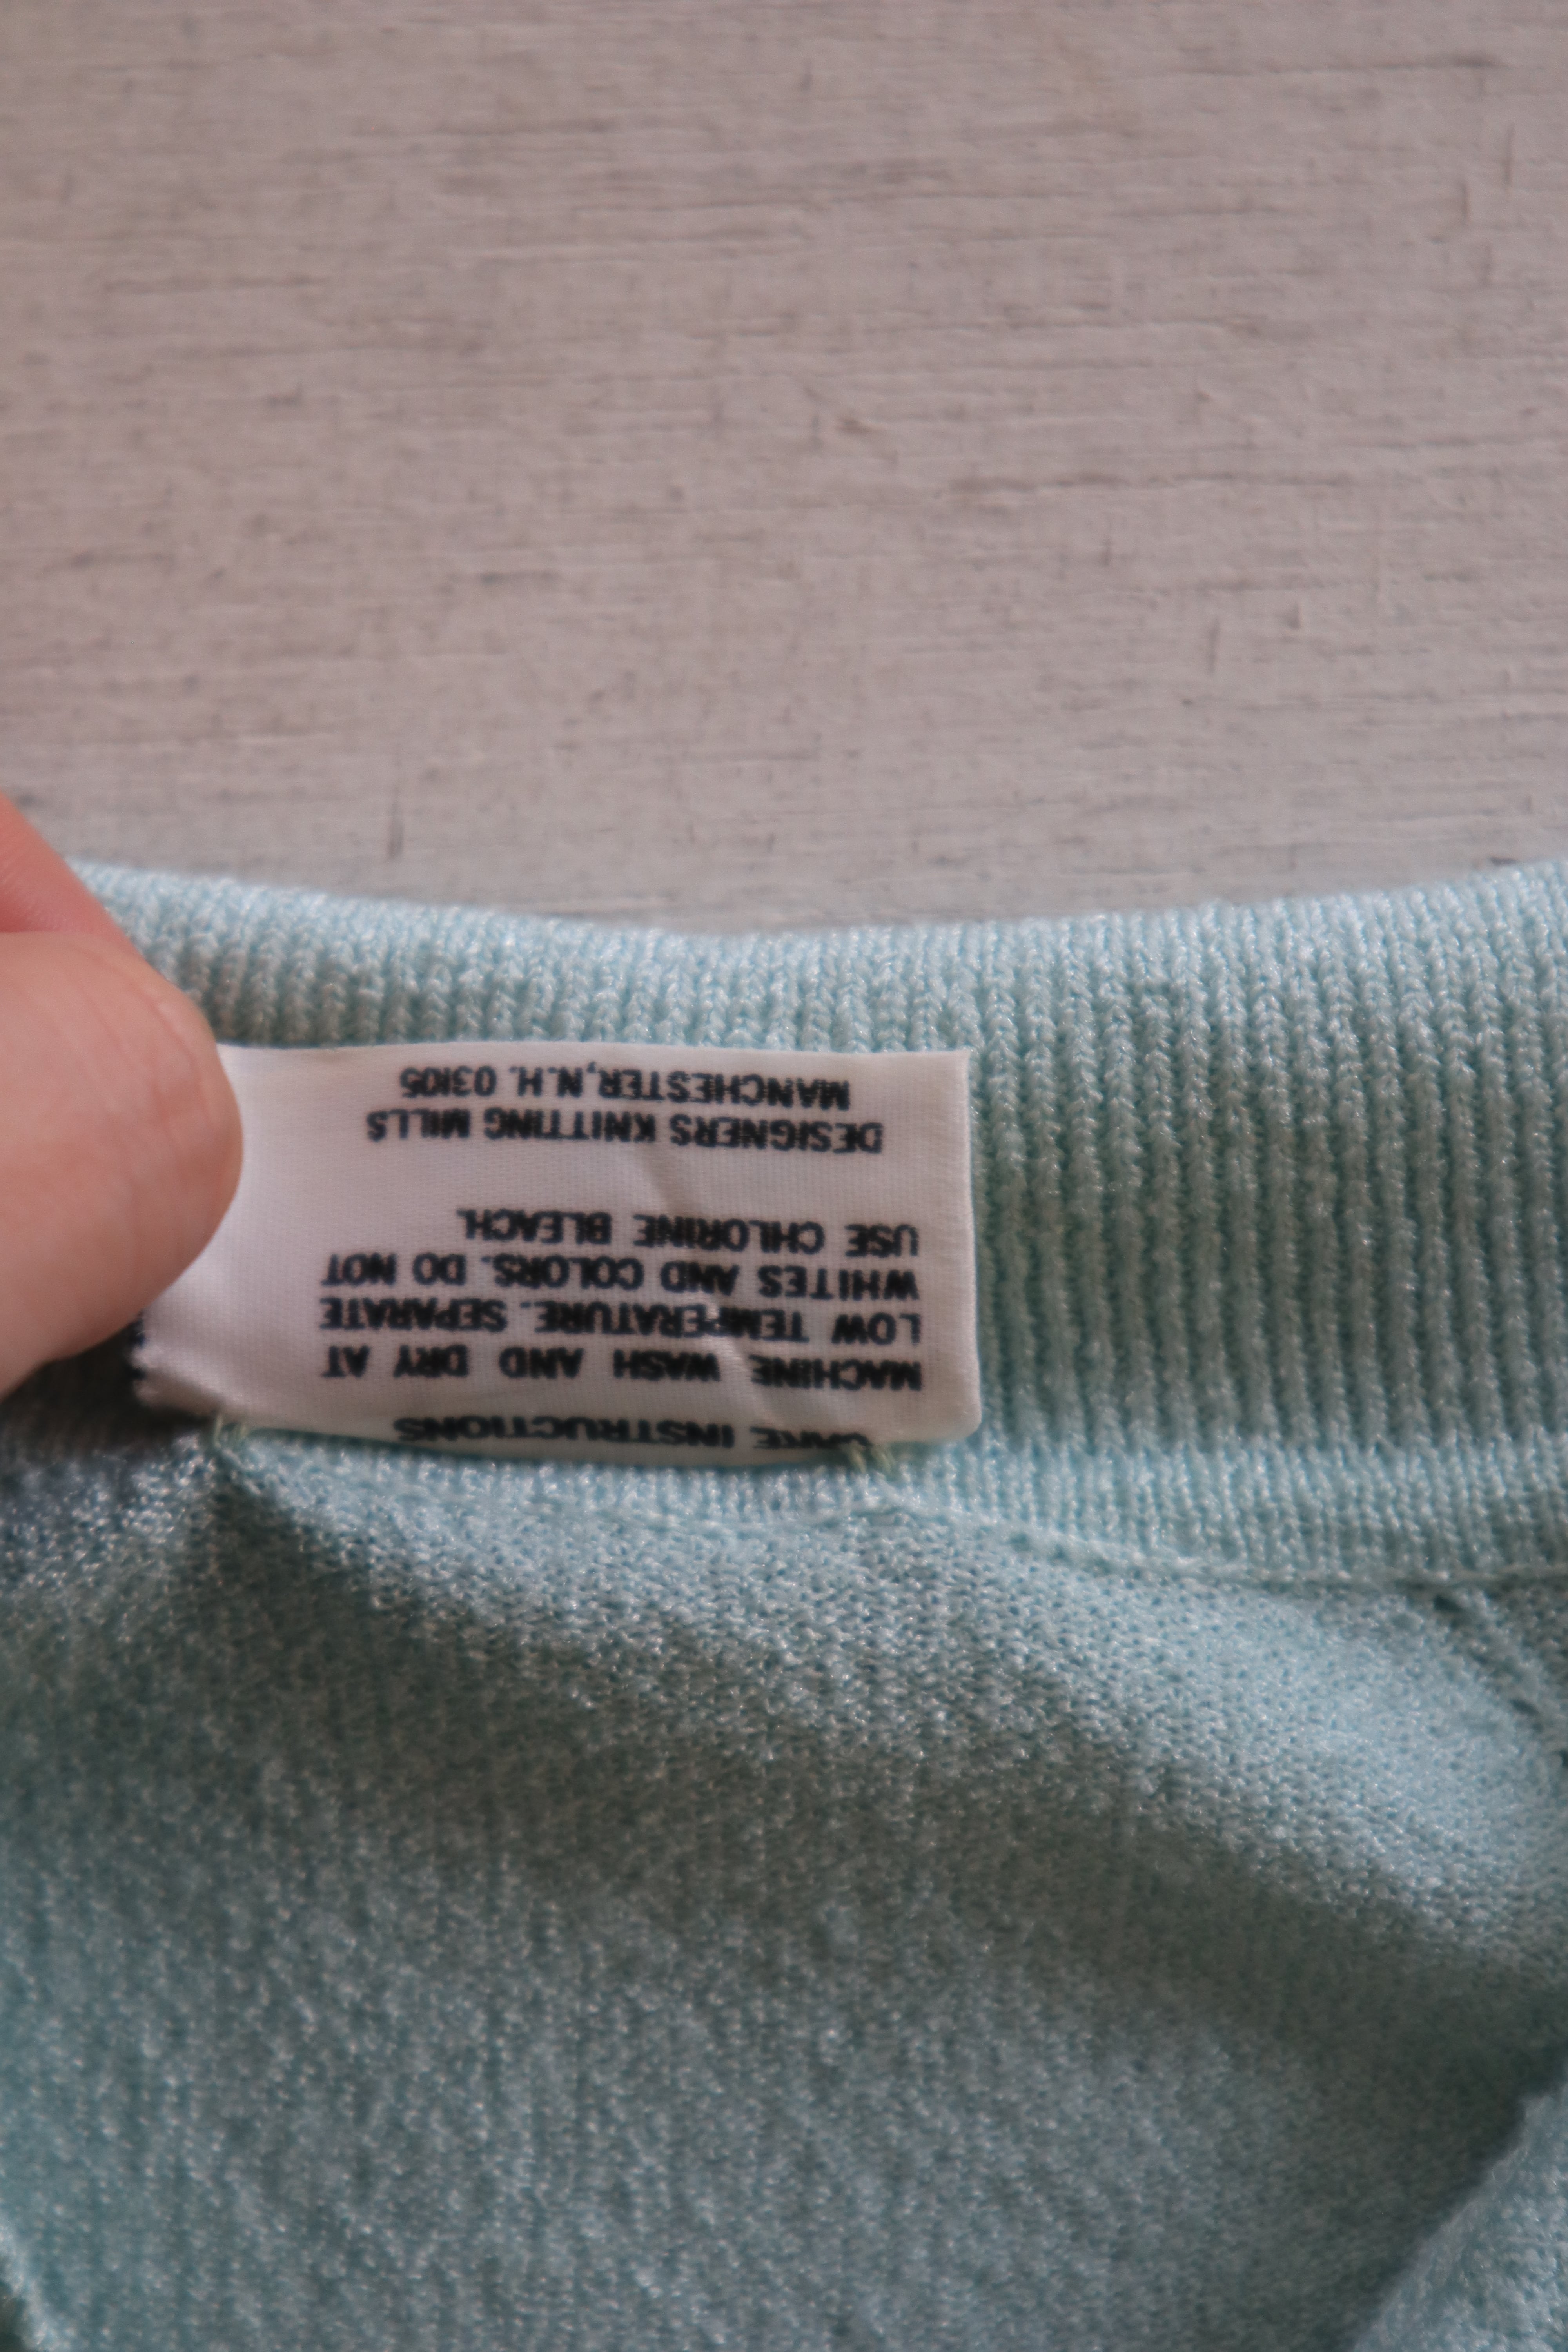 CARE INSTRUCTIONS
MACHINE WASH AND DRY AT
LOW TEMPERATURE. SEPARATE
WHITES AND COLORS. DO NOT
USE CHLORINE BLEACH.
DESIGNERS KNITTING MILLS
MANCHESTER, N.H. 03105